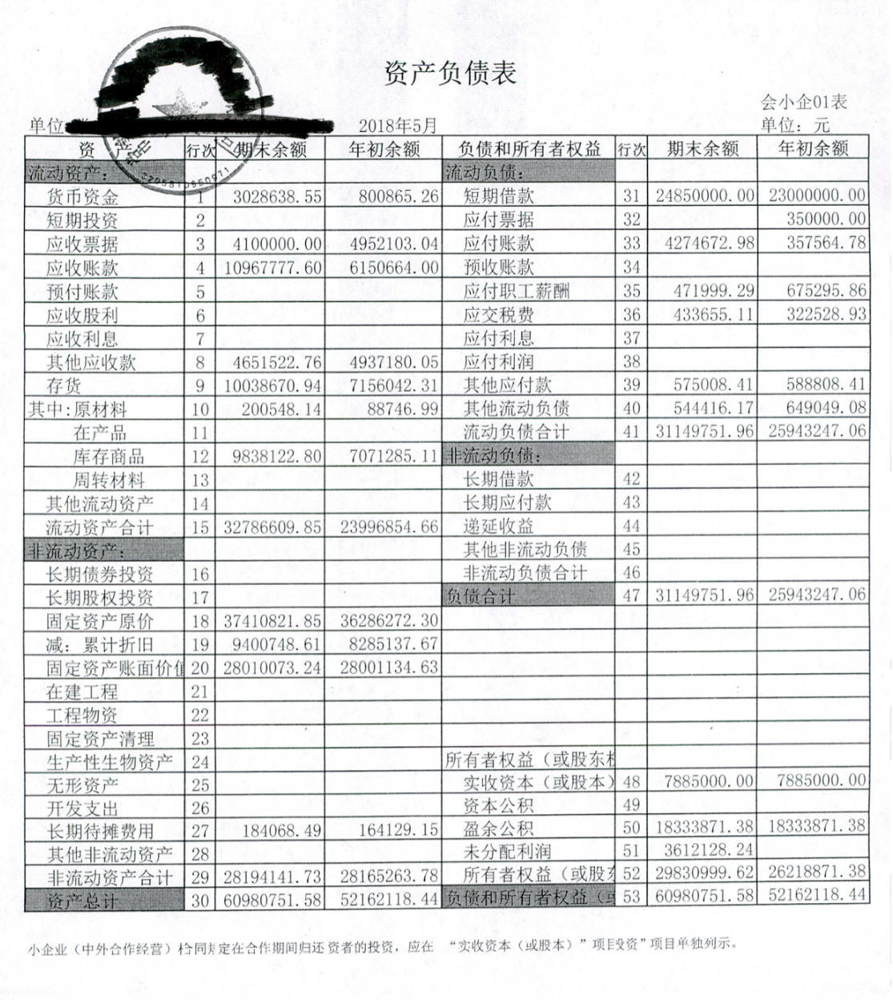 资产负债表
会小企01表
单位 2018年5月 单位：元
资 产 行次 期末余额 年初余额 负债和所有者权益 行次 期末余额 年初余额
流动资产： 流动负债：
货币资金 1 3028638.55 800865.26 短期借款 31 24850000.00 23000000.00
短期投资 2 应付票据 32 350000.00
应收票据 3 4100000.00 4952103.04 应付账款 33 4274672.98 357564.78
应收账款 4 10967777.60 6150664.00 预收账款 34
预付账款 5 应付职工薪酬 35 471999.29 675295.86
应收股利 6 应交税费 36 433655.11 322528.93
应收利息 7 应付利息 37
其他应收款 8 4651522.76 4937180.05 应付利润 38
存货 9 10038670.94 7156042.31 其他应付款 39 575008.41 588808.41
其中:原材料 10 200548.14 88746.99 其他流动负债 40 544416.17 649049.08
在产品 11 流动负债合计 41 31149751.96 25943247.06
库存商品 12 9838122.80 7071285.11 非流动负债：
周转材料 13 长期借款 42
其他流动资产 14 长期应付款 43
流动资产合计 15 32786609.85 23996854.66 递延收益 44
非流动资产： 其他非流动负债 45
长期债券投资 16 非流动负债合计 46
长期股权投资 17 负债合计 47 31149751.96 25943247.06
固定资产原价 18 37410821.85 36286272.30
减：累计折旧 19 9400748.61 8285137.67
固定资产账面价值 20 28010073.24 28001134.63
在建工程 21
工程物资 22
固定资产清理 23
生产性生物资产 24 所有者权益（或股东权
无形资产 25 实收资本（或股本） 48 7885000.00 7885000.00
开发支出 26 资本公积 49
长期待摊费用 27 184068.49 164129.15 盈余公积 50 18333871.38 18333871.38
其他非流动资产 28 未分配利润 51 3612128.24
非流动资产合计 29 28194141.73 28165263.78 所有者权益（或股东 52 29830999.62 26218871.38
资产总计 30 60980751.58 52162118.44 负债和所有者权益（或 53 60980751.58 52162118.44
小企业（中外合作经营）根合同规定在合作期间归还资者的投资，应在 “实收资本（或股本）”项目投资”项目单独列示。